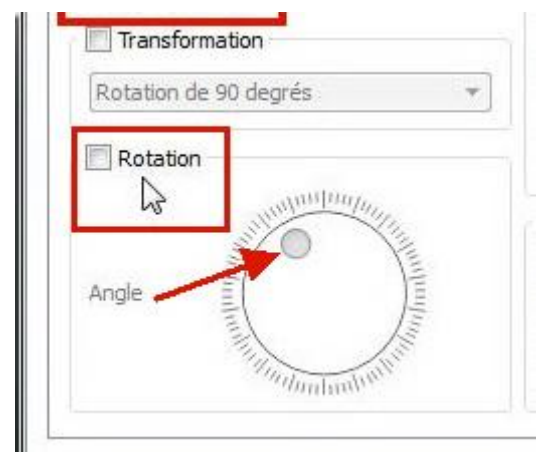 Transformation
Rotation de 90 degrés
Rotation
Angle